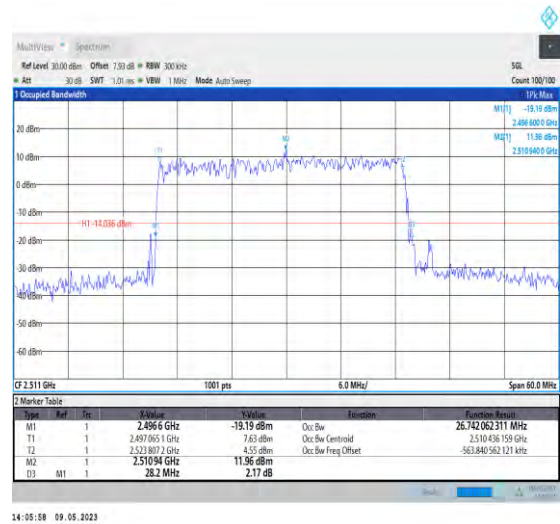 MultiView Spectrum
Ref Level 30.00 dBm Offset 7.93 dB RBW 300 kHz SGL
Att 30 dB SWT 1.01 ms VBW 1 MHz Mode Auto Sweep Count 100/100
1 Occupied Bandwidth 1Pk Max
M1[1] -19.19 dBm
2.496 600 0 GHz
M2[1] 11.96 dBm
2.510 940 0 GHz
20 dBm
10 dBm
0 dBm
-10 dBm
H1 -14.036 dBm
-20 dBm
-30 dBm
-40 dBm
-50 dBm
-60 dBm
T1
M2
M1
D3
CF 2.511 GHz 1001 pts 6.0 MHz/ Span 60.0 MHz
2 Marker Table
Type Ref Trc X-Value Y-Value Function Function Result
M1 1 2.4966 GHz -19.19 dBm Occ Bw 26.742 062 311 MHz
T1 1 2.497 065 1 GHz 7.63 dBm Occ Bw Centroid 2.510 436 159 GHz
T2 1 2.523 807 2 GHz 4.55 dBm Occ Bw Freq Offset -563.840 562 121 kHz
M2 1 2.51094 GHz 11.96 dBm
D3 M1 1 28.2 MHz 2.17 dB
Ready
14:05:58 09.05.2023